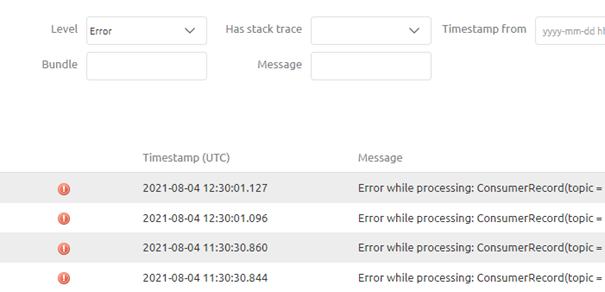 Level Error Has stack trace Timestamp from yyyy-mm-dd
Bundle Message
Timestamp (UTC) Message
2021-08-04 12:30:01.127 Error while processing: ConsumerRecord(topic =
2021-08-04 12:30:01.096 Error while processing: ConsumerRecord(topic =
2021-08-04 11:30:30.860 Error while processing: ConsumerRecord(topic =
2021-08-04 11:30:30.844 Error while processing: ConsumerRecord(topic =